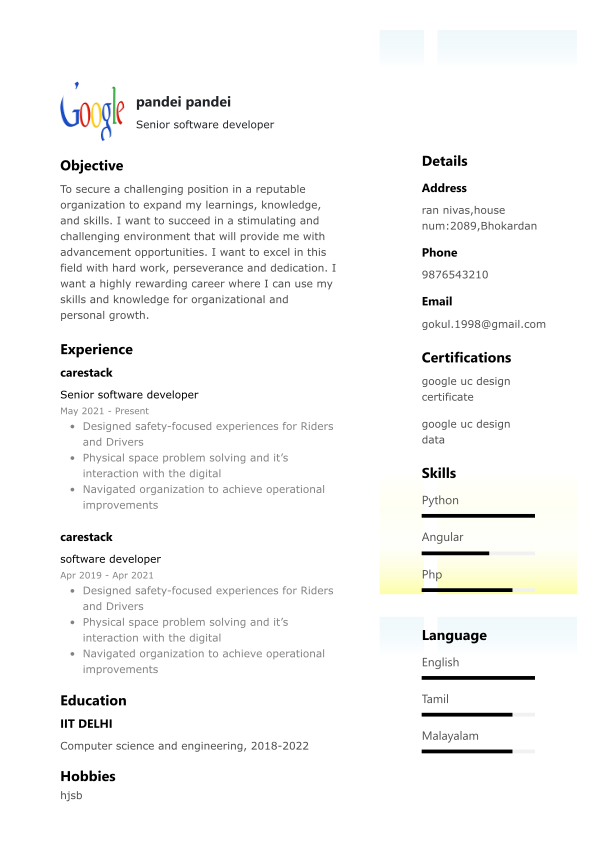 Google
pandei pandei
Senior software developer
Objective
To secure a challenging position in a reputable
organization to expand my learnings, knowledge,
and skills. I want to succeed in a stimulating and
challenging environment that will provide me with
advancement opportunities. I want to excel in this
field with hard work, perseverance and dedication. I
want a highly rewarding career where I can use my
skills and knowledge for organizational and
personal growth.
Experience
carestack
Senior software developer
May 2021 - Present
• Designed safety-focused experiences for Riders
and Drivers
• Physical space problem solving and it’s
interaction with the digital
• Navigated organization to achieve operational
improvements
carestack
software developer
Apr 2019 - Apr 2021
• Designed safety-focused experiences for Riders
and Drivers
• Physical space problem solving and it’s
interaction with the digital
• Navigated organization to achieve operational
improvements
Education
IIT DELHI
Computer science and engineering, 2018-2022
Hobbies
hjsb
Details
Address
ran nivas,house
num:2089,Bhokardan
Phone
9876543210
Email
gokul.1998@gmail.com
Certifications
google uc design
certificate
google uc design
data
Skills
Python
Angular
Php
Language
English
Tamil
Malayalam